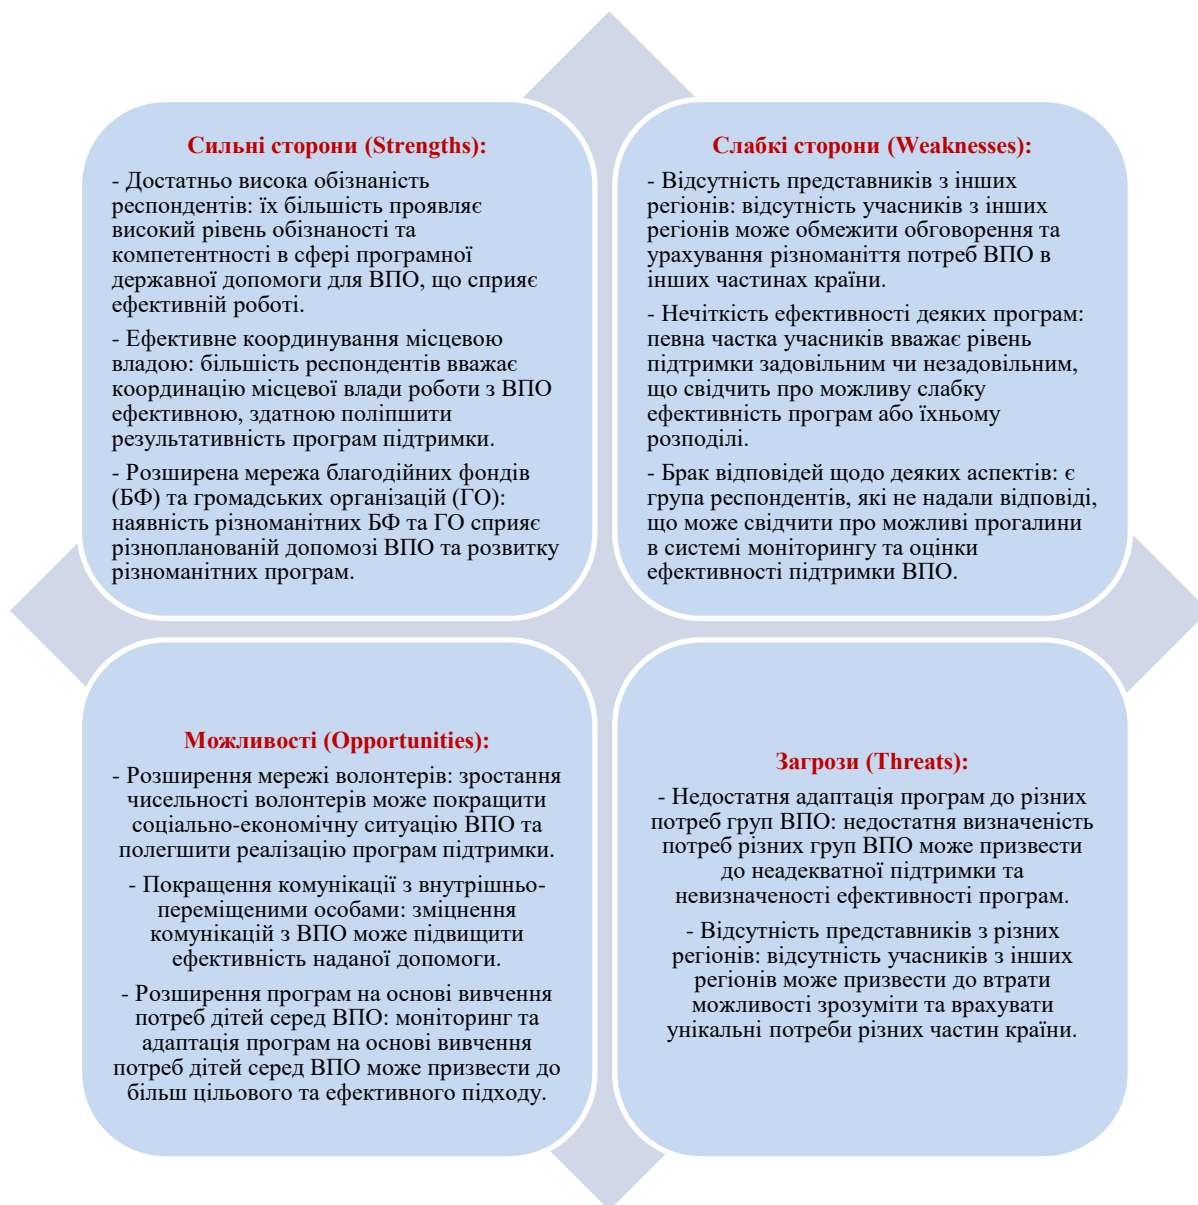 Сильні сторони (Strengths):
- Достатньо висока обізнаність
респондентів: їх більшість проявляє
високий рівень обізнаності та
компетентності в сфері програмної
державної допомоги для ВПО, що сприяє
ефективній роботі.
- Ефективне координування місцевою
владою: більшість респондентів вважає
координацію місцевої влади роботи з ВПО
ефективною, здатною поліпшити
результативність програм підтримки.
- Розширена мережа благодійних фондів
(БФ) та громадських організацій (ГО):
наявність різноманітних БФ та ГО сприяє
різноплановій допомозі ВПО та розвитку
різноманітних програм.
Слабкі сторони (Weaknesses):
- Відсутність представників з інших
регіонів: відсутність учасників з інших
регіонів може обмежити обговорення та
урахування різноманіття потреб ВПО в
інших частинах країни.
- Нечіткість ефективності деяких програм:
певна частка учасників вважає рівень
підтримки задовільним чи незадовільним,
що свідчить про можливу слабку
ефективність програм або їхньому
розподілі.
- Брак відповідей щодо деяких аспектів: є
група респондентів, які не надали відповіді,
що може свідчити про можливі прогалини
в системі моніторингу та оцінки
ефективності підтримки ВПО.
Можливості (Opportunities):
- Розширення мережі волонтерів: зростання
чисельності волонтерів може покращити
соціально-економічну ситуацію ВПО та
полегшити реалізацію програм підтримки.
- Покращення комунікації з внутрішньо-
переміщеними особами: зміцнення
комунікацій з ВПО може підвищити
ефективність наданої допомоги.
- Розширення програм на основі вивчення
потреб дітей серед ВПО: моніторинг та
адаптація програм на основі вивчення
потреб дітей серед ВПО може призвести до
більш цільового та ефективного підходу.
Загрози (Threats):
- Недостатня адаптація програм до різних
потреб груп ВПО: недостатня визначеність
потреб різних груп ВПО може призвести
до неадекватної підтримки та
невизначеності ефективності програм.
- Відсутність представників з різних
регіонів: відсутність учасників з інших
регіонів може призвести до втрати
можливості зрозуміти та врахувати
унікальні потреби різних частин країни.